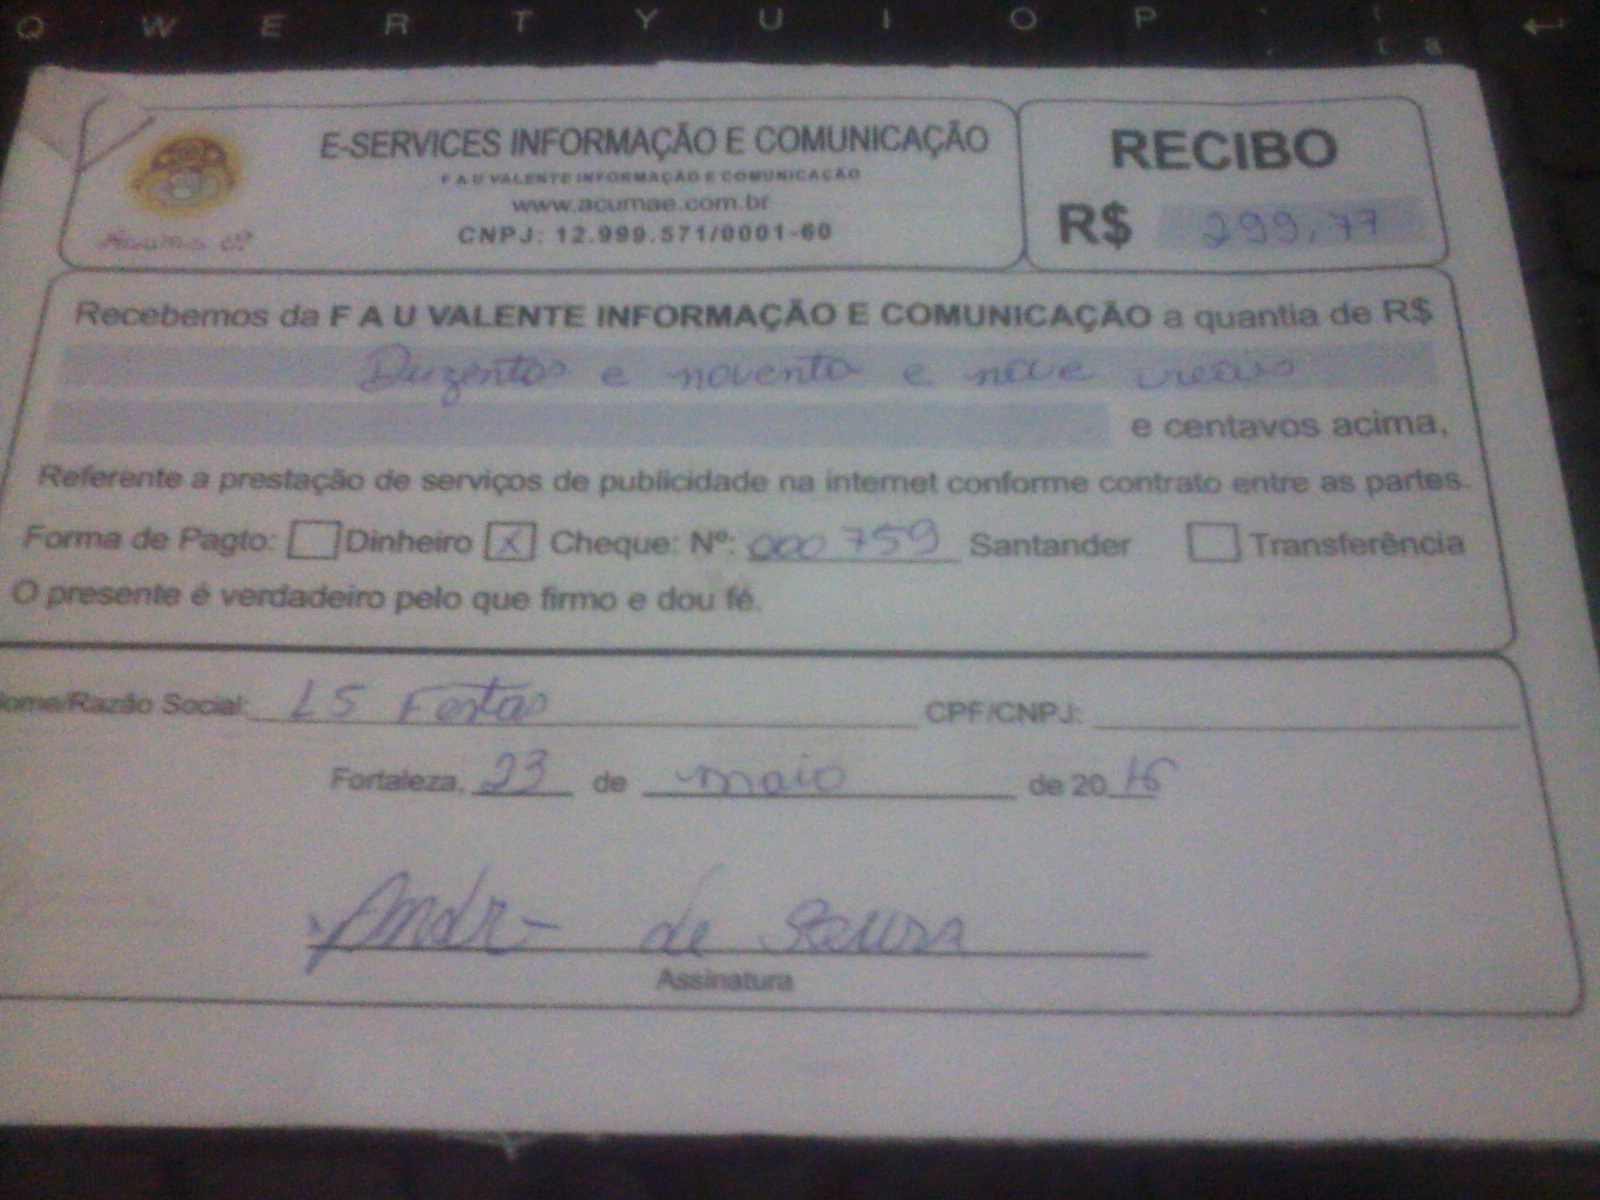 Q W E R T Y U I O P
E-SERVICES INFORMAÇÃO E COMUNICAÇÃO
F A U VALENTE INFORMAÇÃO E COMUNICAÇÃO
www.acumae.com.br
CNPJ: 12.999.571/0001-60
RECIBO
R$ 299,77
Recebemos da F A U VALENTE INFORMAÇÃO E COMUNICAÇÃO a quantia de R$
Duzentos e noventa e nove reais
e centavos acima,
Referente a prestação de serviços de publicidade na internet conforme contrato entre as partes.
Forma de Pagto: Dinheiro X Cheque: Nº: 000759 Santander Transferência
O presente é verdadeiro pelo que firmo e dou fé.
ome/Razão Social: LS Festas CPF/CNPJ:
Fortaleza, 23 de maio de 2016
de Souza
Assinatura